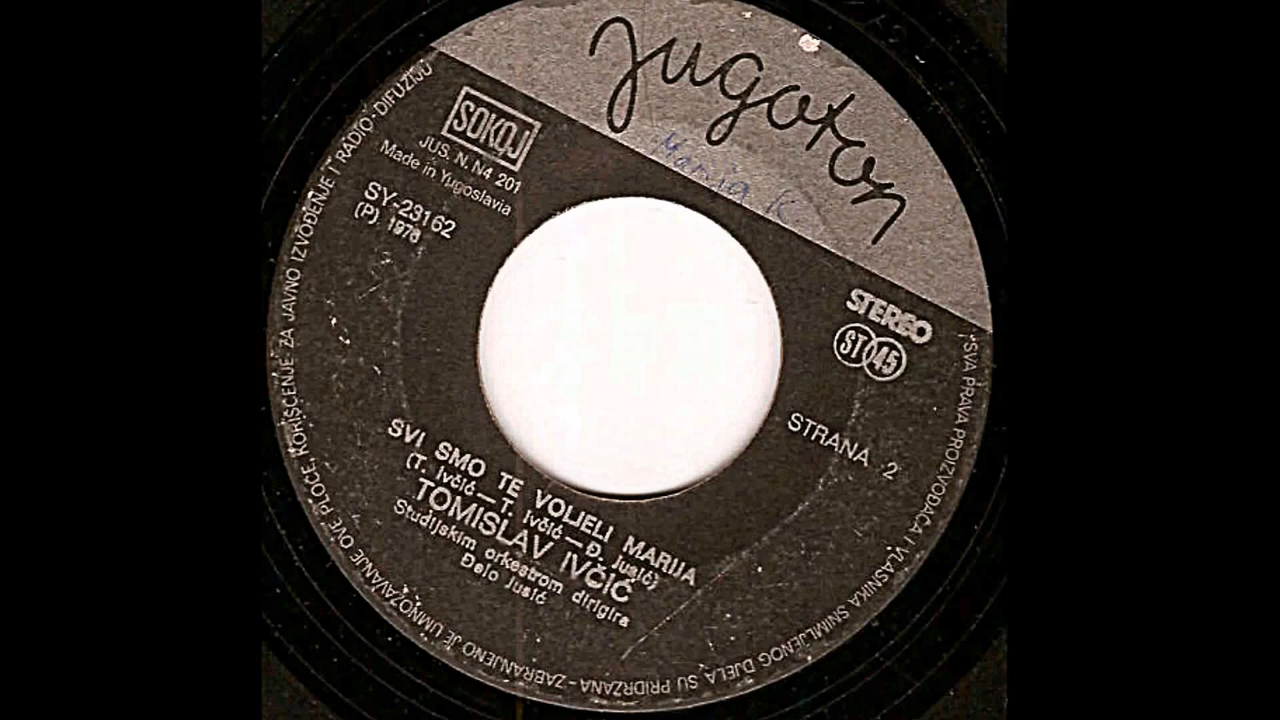 Jugoton
Marija K
SOKOJ
JUS. N. N4 201
Made in Yugoslavia
SY-23162
(P) 1976
STEREO
ST 45
STRANA 2
SVI SMO TE VOLJELI MARIJA
(T. Ivčić—T. Ivčić—Đ. Jusić)
TOMISLAV IVČIĆ
Studijskim orkestrom dirigira
Đelo Jusić
SVA PRAVA PROIZVOĐAČA I VLASNIKA SNIMLJENOG DJELA SU PRIDRŽANA - ZABRANJENO JE UMNOŽAVANJE OVE PLOČE, KORIŠĆENJE ZA JAVNO IZVOĐENJE I RADIO-DIFUZIJU